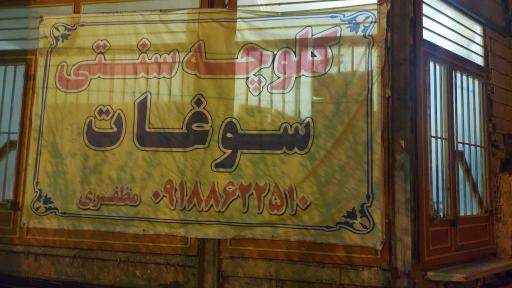 کلوچه سنتی
سوغات
۰۹۱۸۸۶۲۲۵۱۰ مظفری